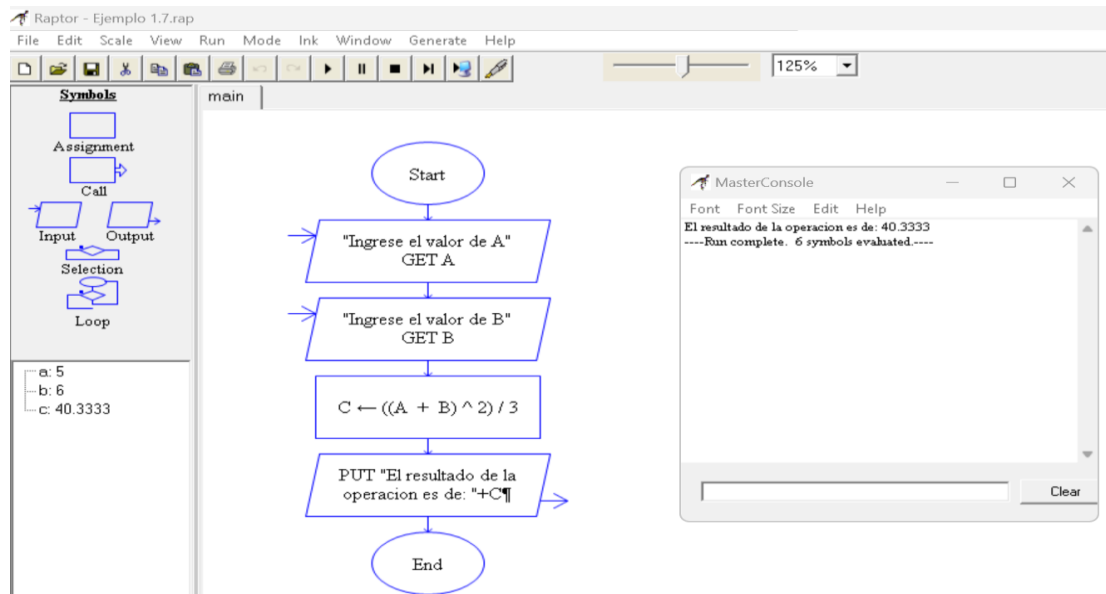 Raptor - Ejemplo 1.7.rap
File Edit Scale View Run Mode Ink Window Generate Help
125%
Symbols
Assignment
Call
Input Output
Selection
Loop
a: 5
b: 6
c: 40.3333
main
Start
"Ingrese el valor de A"
GET A
"Ingrese el valor de B"
GET B
C ← ((A + B) ^ 2) / 3
PUT "El resultado de la
operacion es de: "+C¶
End
MasterConsole
Font Font Size Edit Help
El resultado de la operacion es de: 40.3333
----Run complete. 6 symbols evaluated.----
Clear